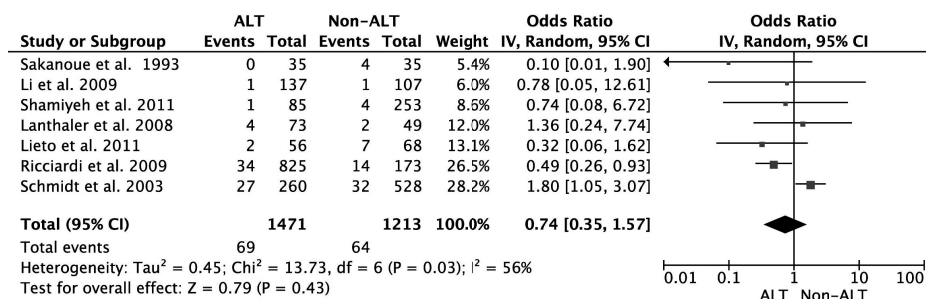 ALT Non-ALT Odds Ratio Odds Ratio
Study or Subgroup Events Total Events Total Weight IV, Random, 95% CI IV, Random, 95% CI
Sakanoue et al. 1993 0 35 4 35 5.4% 0.10 [0.01, 1.90]
Li et al. 2009 1 137 1 107 6.0% 0.78 [0.05, 12.61]
Shamiyeh et al. 2011 1 85 4 253 8.6% 0.74 [0.08, 6.72]
Lanthaler et al. 2008 4 73 2 49 12.0% 1.36 [0.24, 7.74]
Lieto et al. 2011 2 56 7 68 13.1% 0.32 [0.06, 1.62]
Ricciardi et al. 2009 34 825 14 173 26.5% 0.49 [0.26, 0.93]
Schmidt et al. 2003 27 260 32 528 28.2% 1.80 [1.05, 3.07]
Total (95% CI) 1471 1213 100.0% 0.74 [0.35, 1.57]
Total events 69 64
Heterogeneity: Tau² = 0.45; Chi² = 13.73, df = 6 (P = 0.03); I² = 56%
Test for overall effect: Z = 0.79 (P = 0.43)
0.01 0.1 1 10 100
ALT Non-ALT